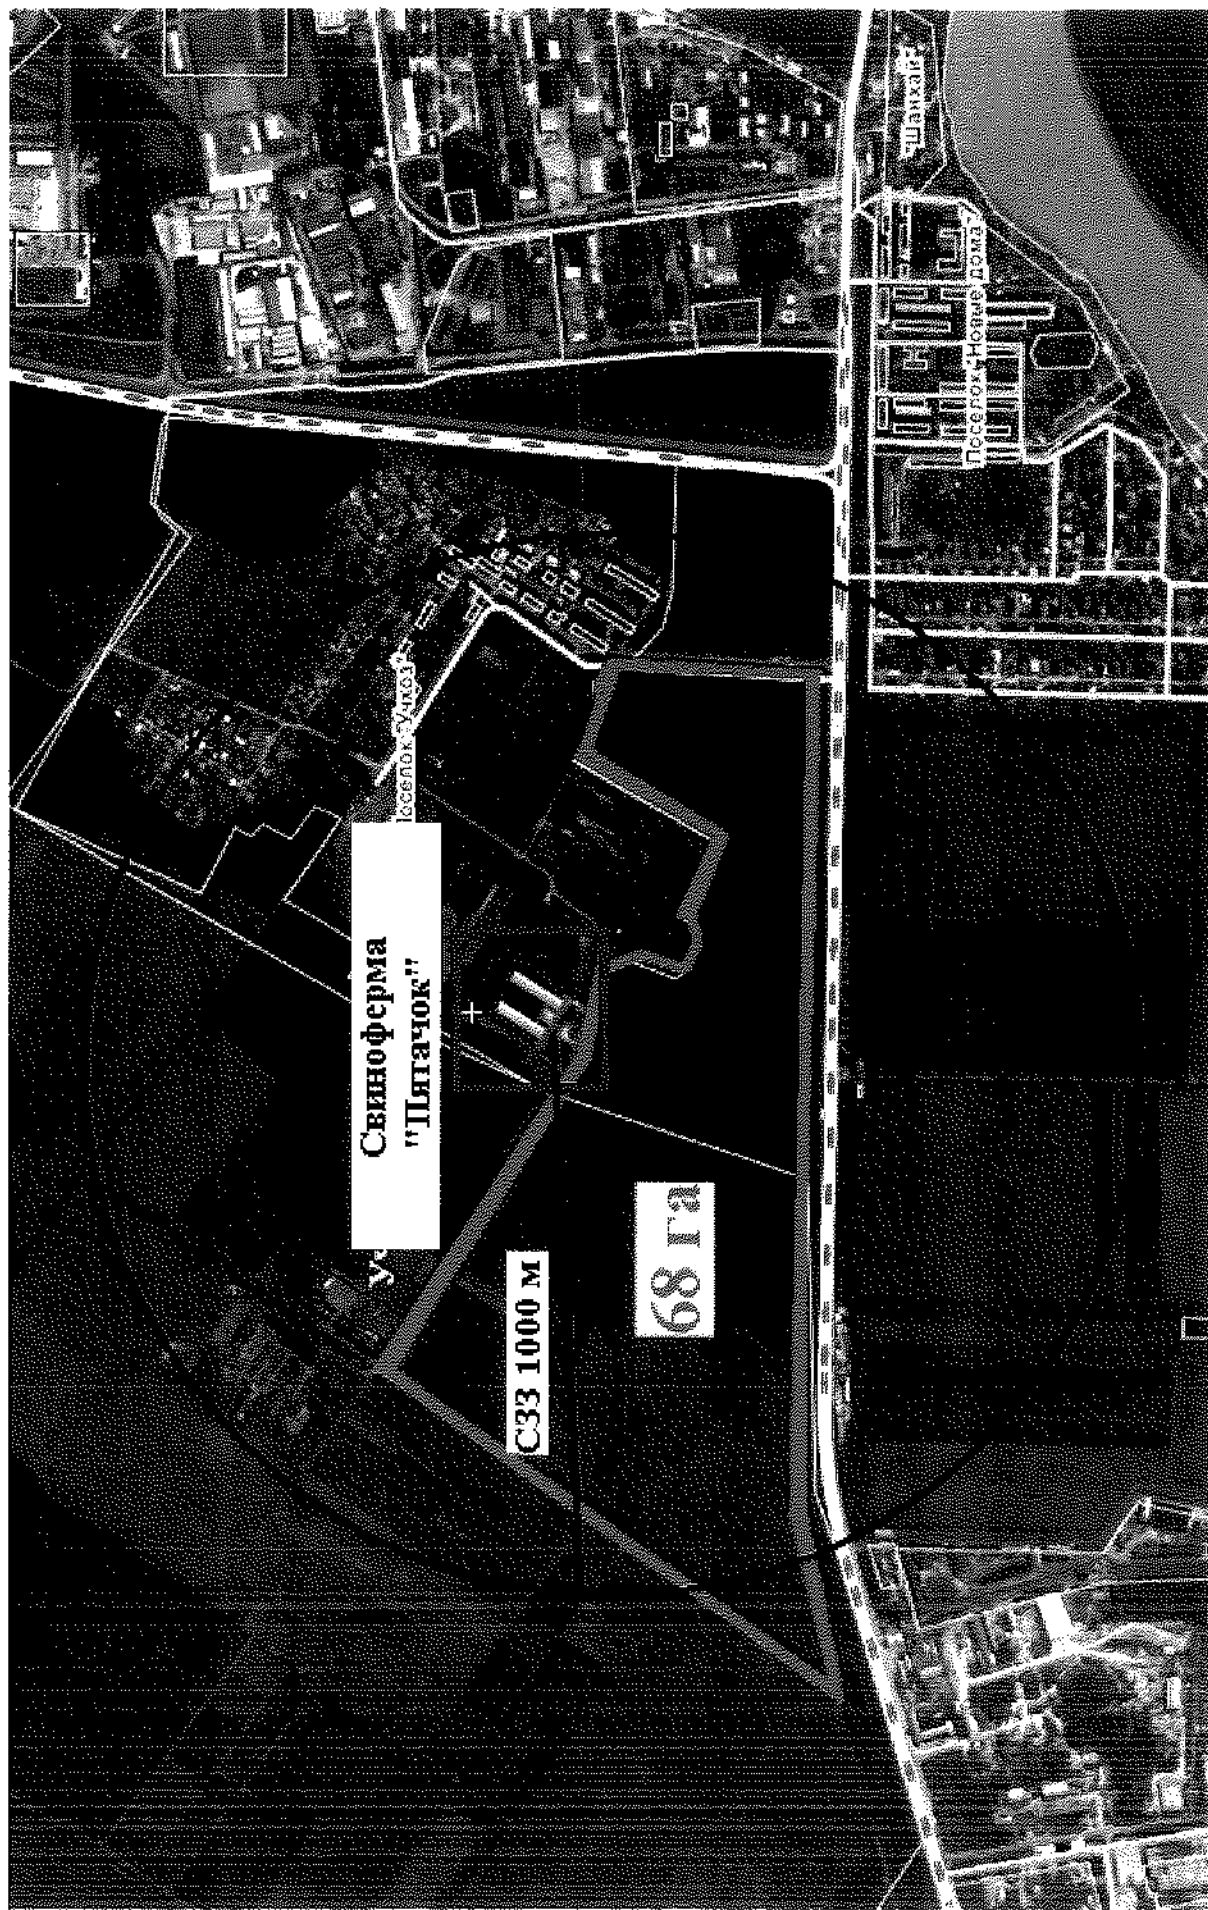 "Шанхай"
Поселок "Новые дома"
Поселок "Учхоз"
Свиноферма
"Пятачок"
68 га
СЗЗ 1000 м